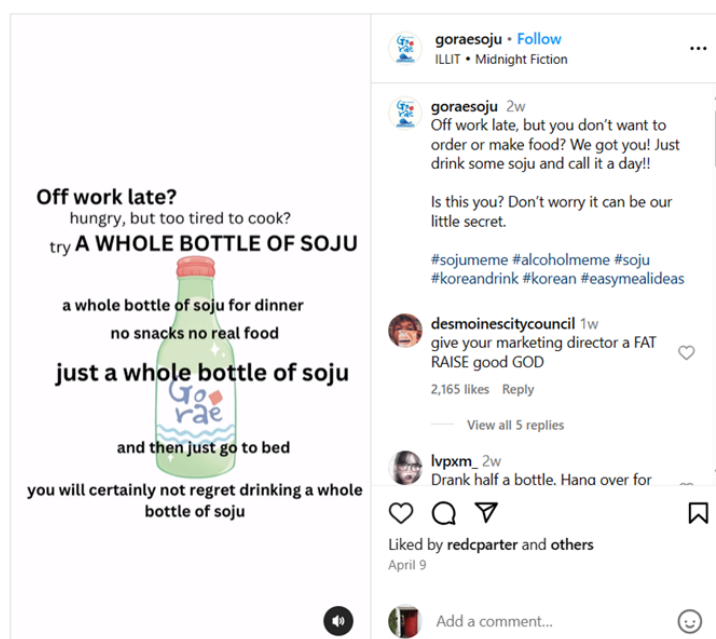 Off work late?
hungry, but too tired to cook?
try A WHOLE BOTTLE OF SOJU
a whole bottle of soju for dinner
no snacks no real food
just a whole bottle of soju
Go
rae
and then just go to bed
you will certainly not regret drinking a whole
bottle of soju
goraesoju • Follow
ILLIT • Midnight Fiction
goraesoju 2w
Off work late, but you don’t want to
order or make food? We got you! Just
drink some soju and call it a day!!
Is this you? Don’t worry it can be our
little secret.
#sojumeme #alcoholmeme #soju
#koreandrink #korean #easymealideas
desmoinescitycouncil 1w
give your marketing director a FAT
RAISE good GOD
2,165 likes Reply
View all 5 replies
lvpxm_ 2w
Drank half a bottle. Hang over for
Liked by redcparter and others
April 9
Add a comment...